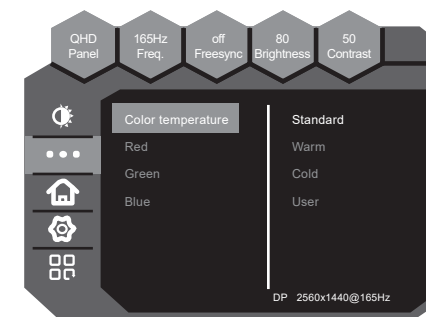 QHD
Panel
165Hz
Freq.
off
Freesync
80
Brightness
50
Contrast
Color temperature
Standard
Red
Warm
Green
Cold
Blue
User
DP 2560x1440@165Hz